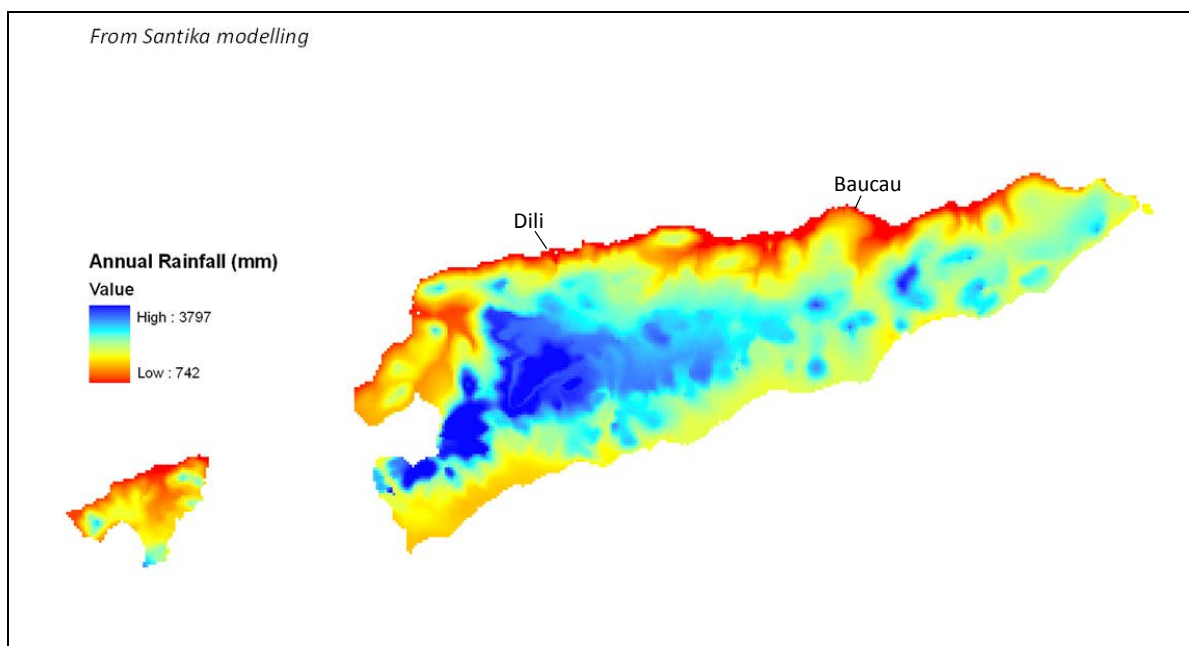 From Santika modelling
Baucau
Dili
Annual Rainfall (mm)
Value
High : 3797
Low : 742